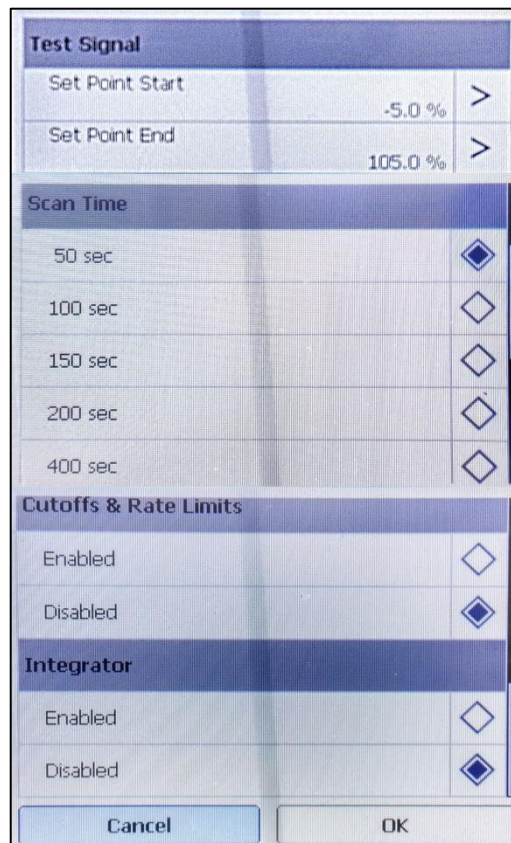 Test Signal
Set Point Start
-5.0 %
>
Set Point End
105.0 %
>
Scan Time
50 sec
100 sec
150 sec
200 sec
400 sec
Cutoffs & Rate Limits
Enabled
Disabled
Integrator
Enabled
Disabled
Cancel
OK